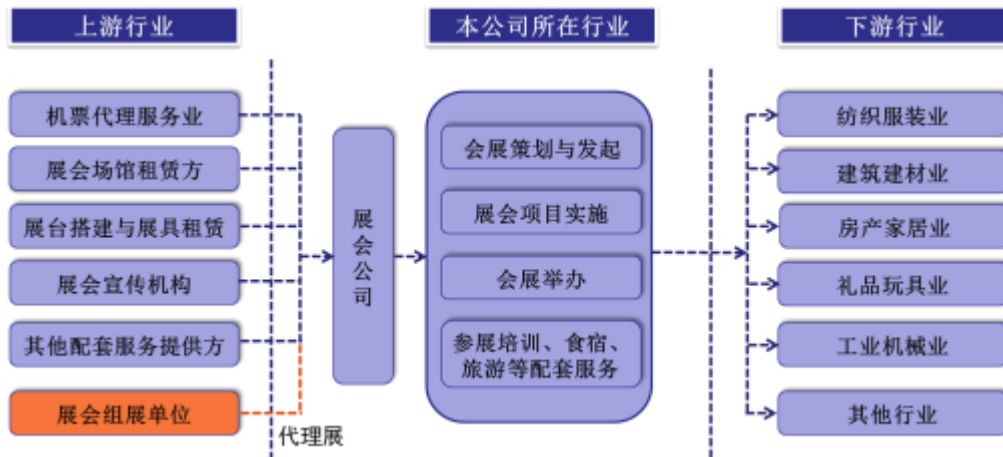 上游行业
本公司所在行业
下游行业
机票代理服务业
展会场馆租赁方
展台搭建与展具租赁
展会宣传机构
其他配套服务提供方
展会组展单位
代理展
展会公司
会展策划与发起
展会项目实施
会展举办
参展培训、食宿、
旅游等配套服务
纺织服装业
建筑建材业
房产家居业
礼品玩具业
工业机械业
其他行业